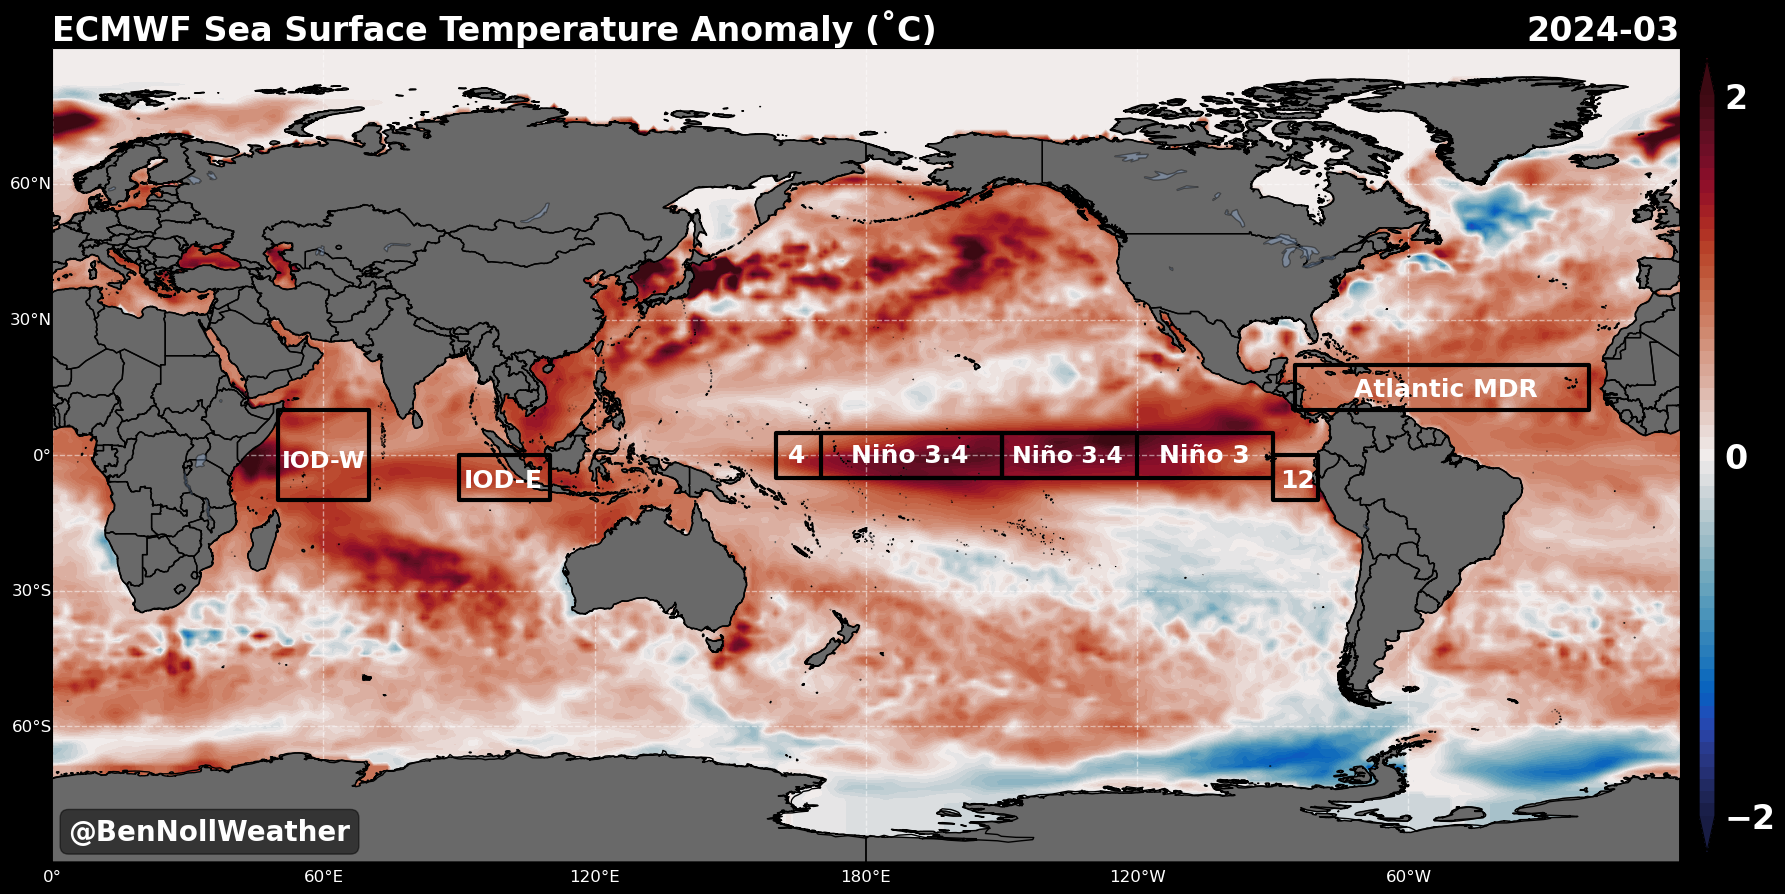 ECMWF Sea Surface Temperature Anomaly (˚C)
2024-03
2
0
−2
60°N
30°N
0°
30°S
60°S
IOD-W
IOD-E
4
Niño 3.4
Niño 3.4
Niño 3
12
Atlantic MDR
@BenNollWeather
0°
60°E
120°E
180°E
120°W
60°W